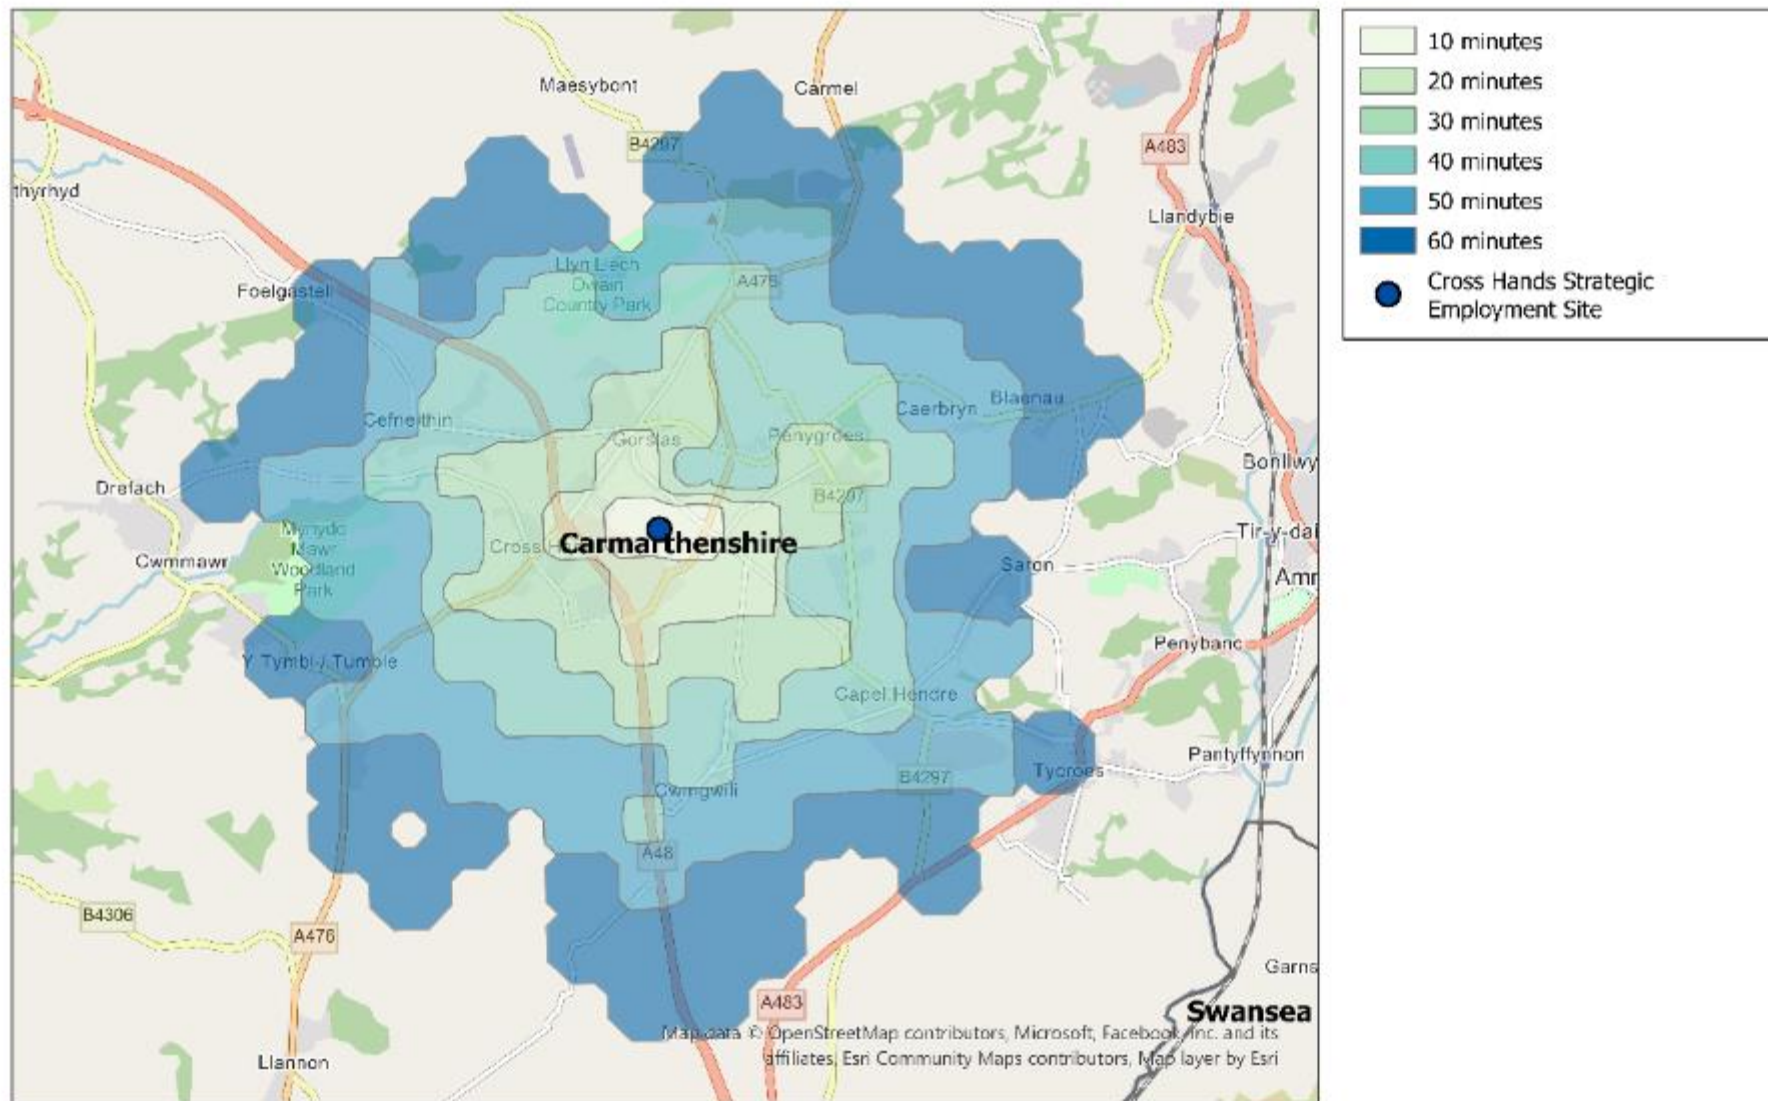 Maesybont
Carmel
B4297
A483
thyrhyd
Llandybie
Llyn Llech
Owain
Country Park
A476
Foelgastell
Blaenau
Caerbryn
Cefneithin
Gorslas
Penygroes
Bonllwy
Drefach
B4297
Mynydd
Mawr
Woodland
Park
Tir-y-dai
Cross H
Carmarthenshire
Cwmmawr
Saron
Amr
Penybanc
Y Tymbl / Tumble
Capel Hendre
Pantyffynnon
Tycroes
B4297
Cwmgwili
A48
B4306
A476
Garns
A483
Swansea
Map data © OpenStreetMap contributors, Microsoft, Facebook, Inc. and its
affiliates, Esri Community Maps contributors, Map layer by Esri
Llannon
10 minutes
20 minutes
30 minutes
40 minutes
50 minutes
60 minutes
Cross Hands Strategic
Employment Site